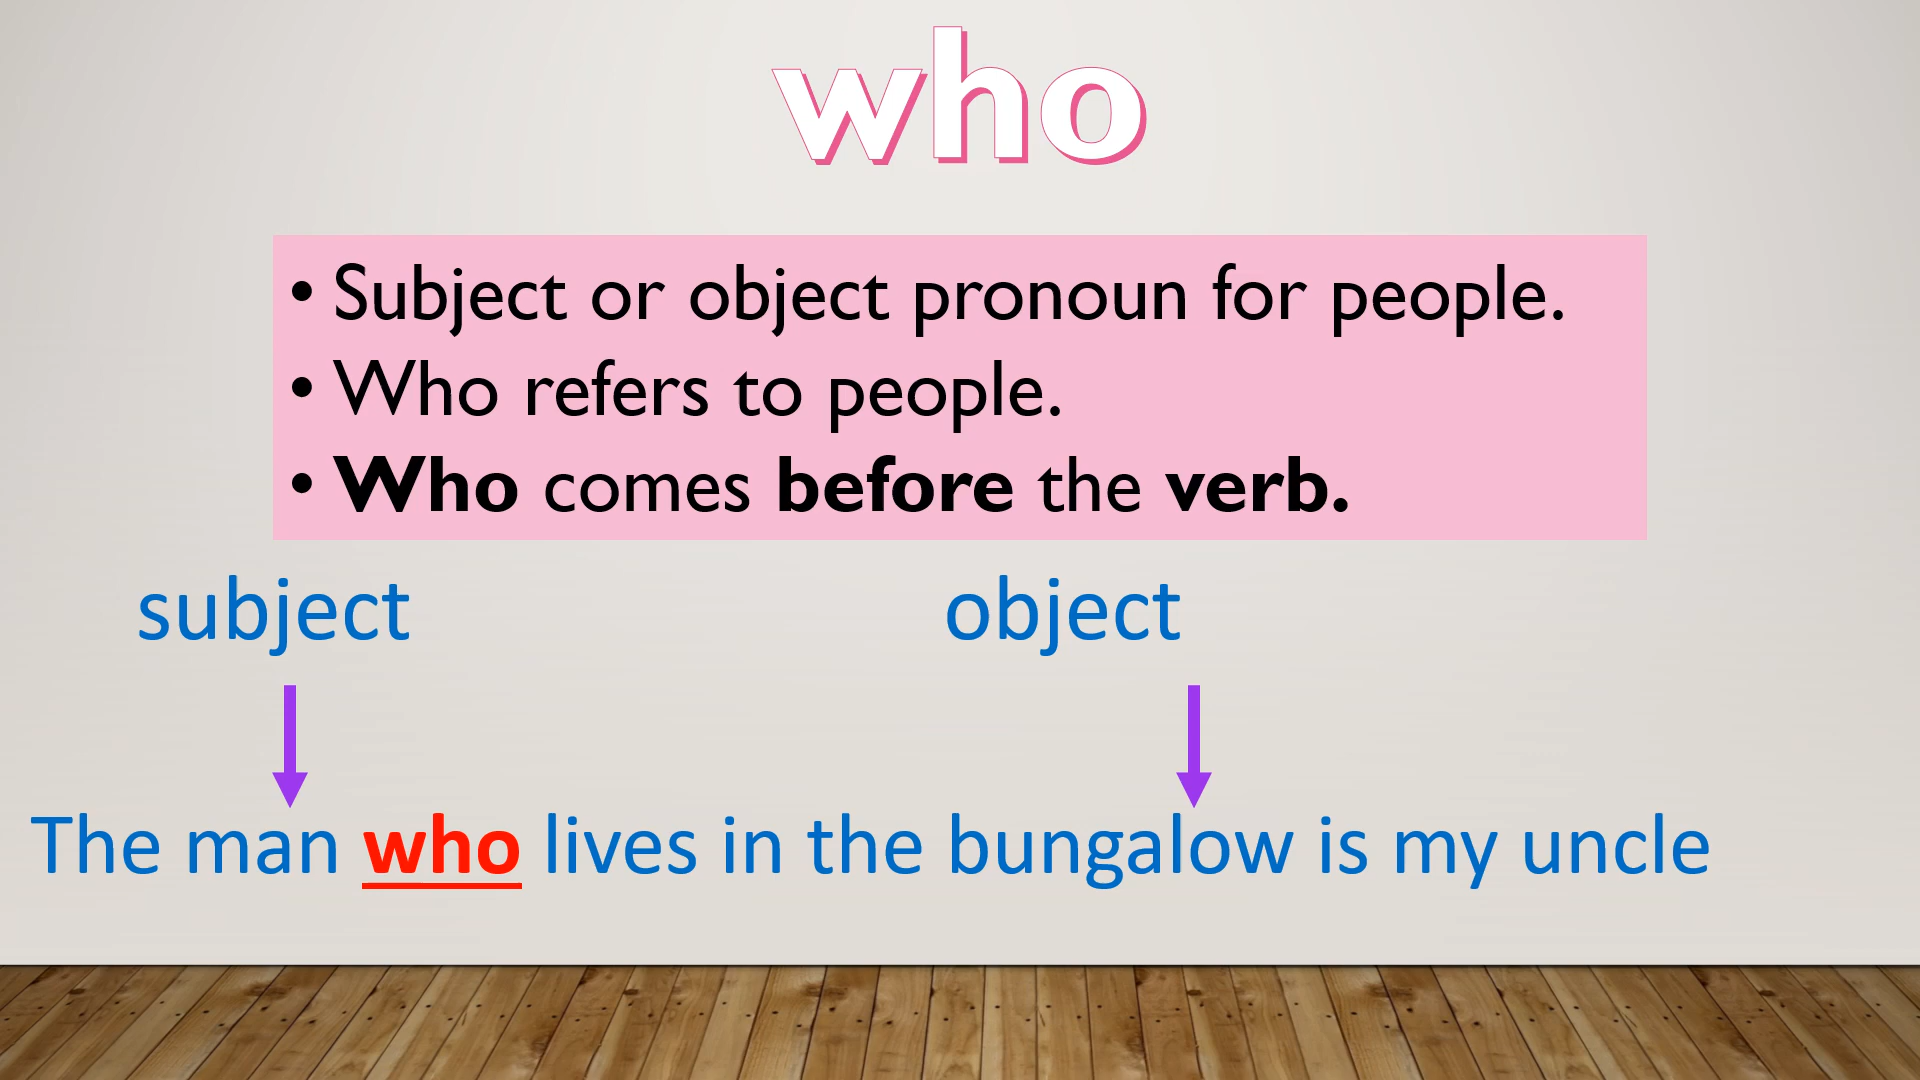 who
• Subject or object pronoun for people.
• Who refers to people.
• Who comes before the verb.
subject object
The man who lives in the bungalow is my uncle